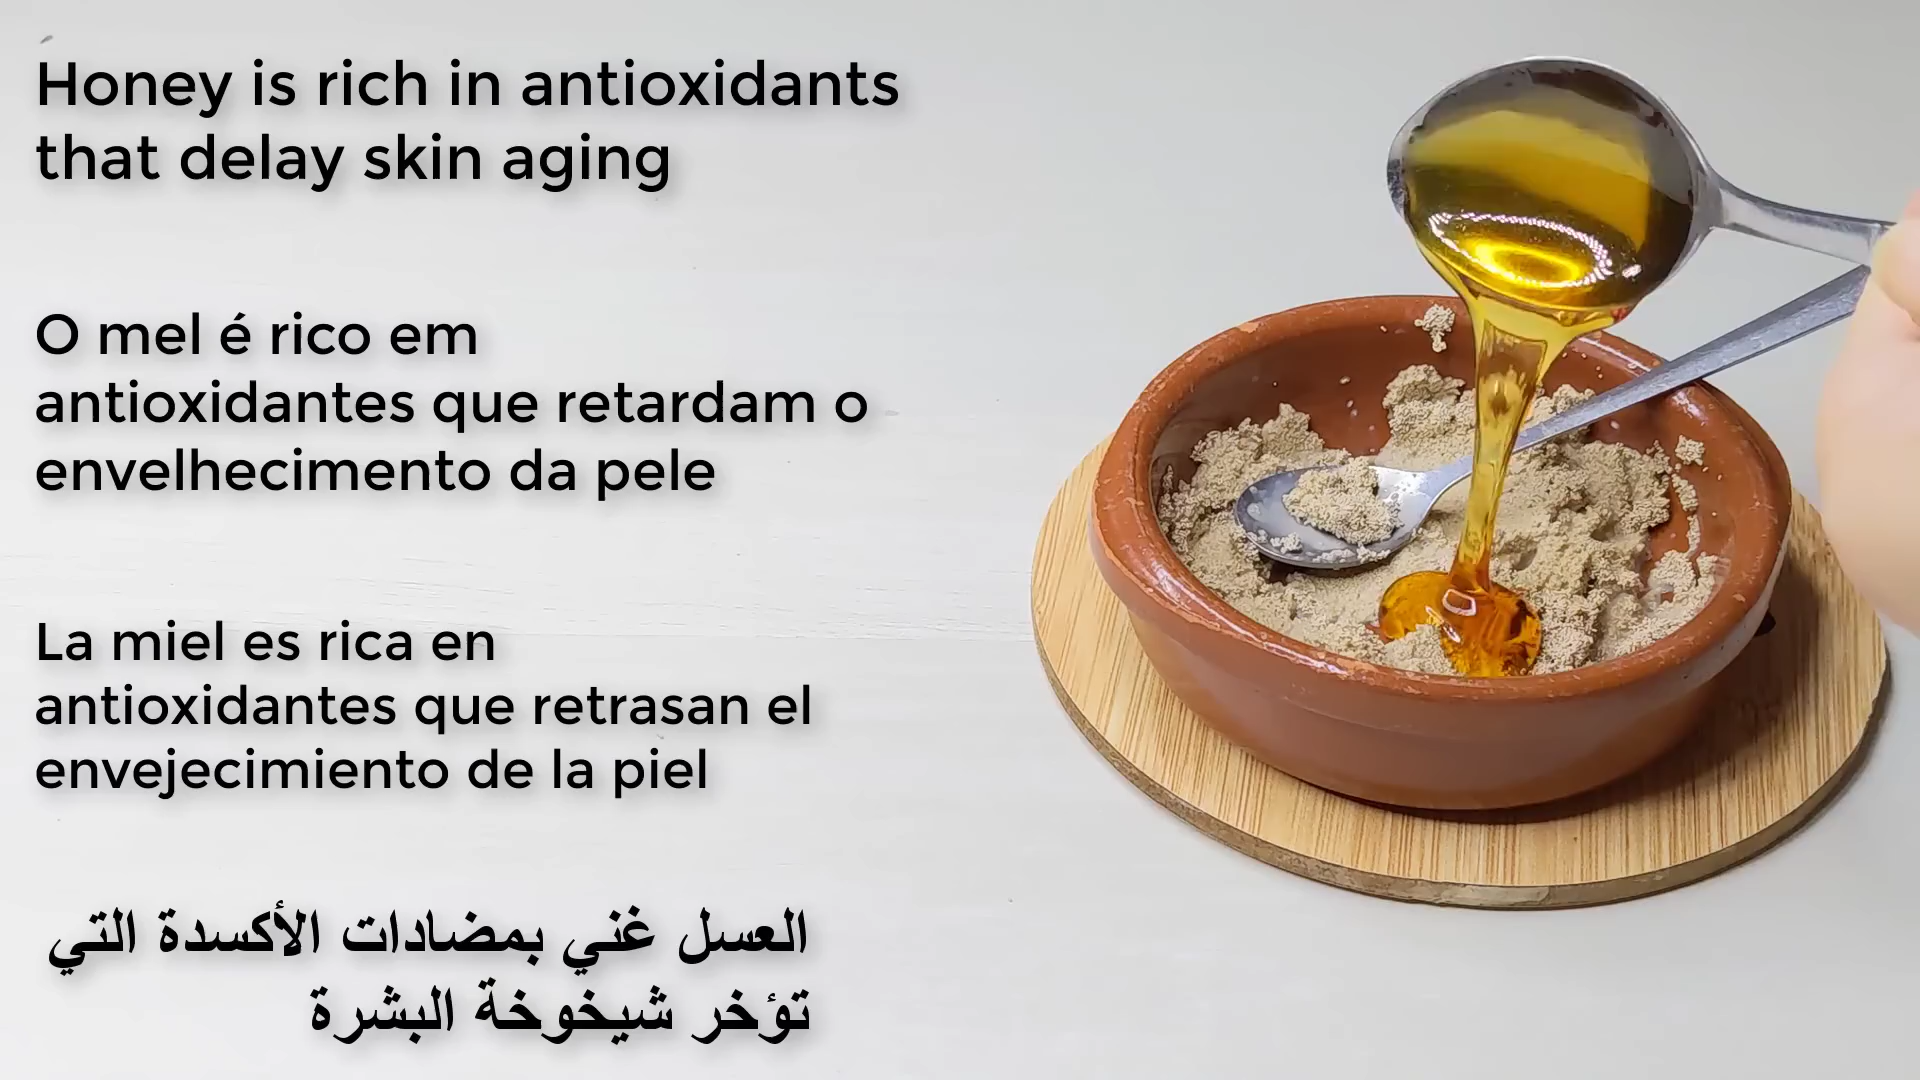 Honey is rich in antioxidants
that delay skin aging
O mel é rico em
antioxidantes que retardam o
envelhecimento da pele
La miel es rica en
antioxidantes que retrasan el
envejecimiento de la piel
العسل غني بمضادات الأكسدة التي
تؤخر شيخوخة البشرة